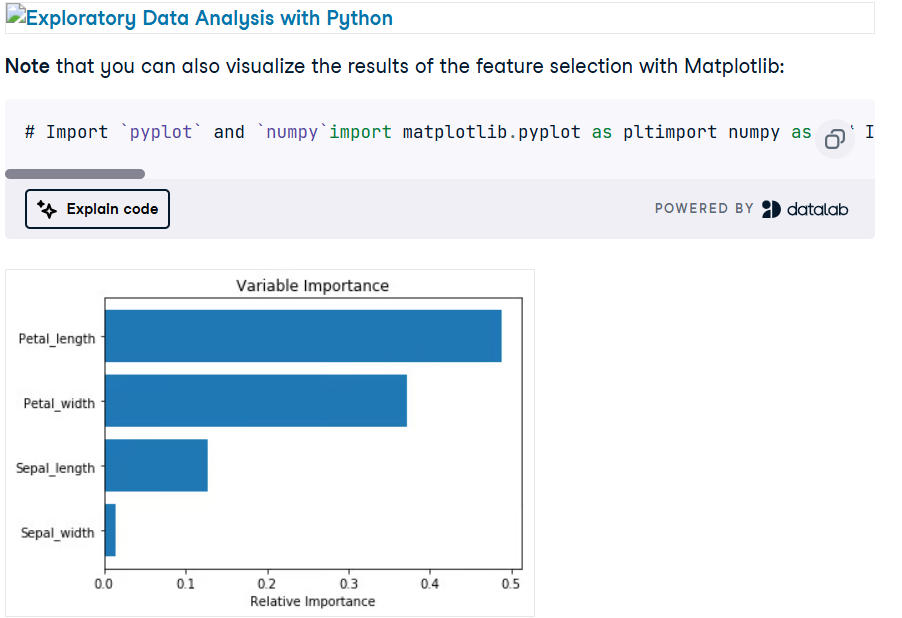 Exploratory Data Analysis with Python
Note that you can also visualize the results of the feature selection with Matplotlib:
# Import `pyplot` and `numpy`import matplotlib.pyplot as pltimport numpy as I
Explain code
POWERED BY datalab
Variable Importance
Petal_length
Petal_width
Sepal_length
Sepal_width
0.0 0.1 0.2 0.3 0.4 0.5
Relative Importance